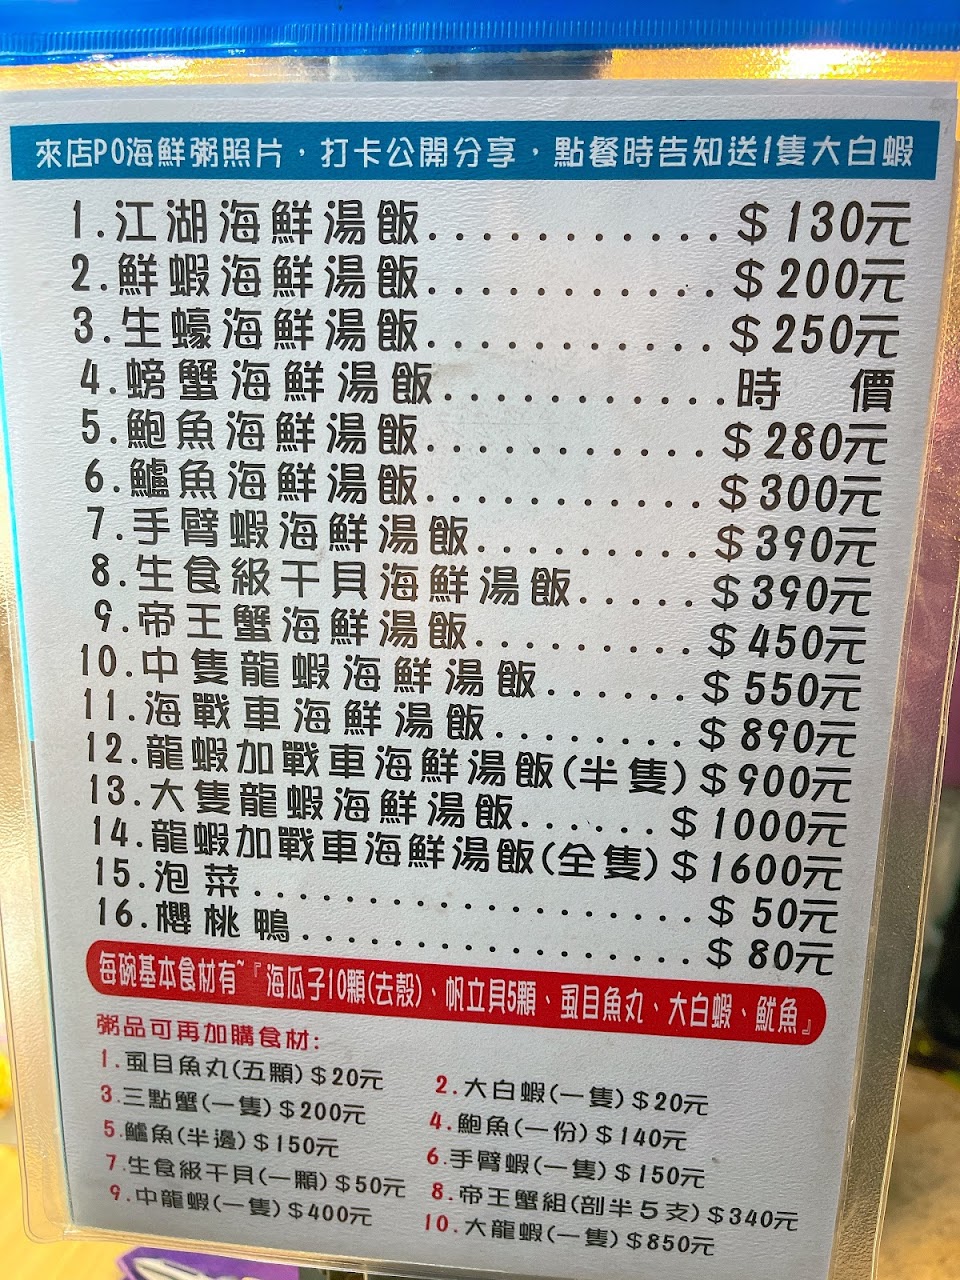 來店PO海鮮粥照片，打卡公開分享，點餐時告知送1隻大白蝦
1.江湖海鮮湯飯...........$130元
2.鮮蝦海鮮湯飯...........$200元
3.生蠔海鮮湯飯...........$250元
4.螃蟹海鮮湯飯...........時 價
5.鮑魚海鮮湯飯...........$280元
6.鱸魚海鮮湯飯...........$300元
7.手臂蝦海鮮湯飯.........$390元
8.生食級干貝海鮮湯飯.....$390元
9.帝王蟹海鮮湯飯.........$450元
10.中隻龍蝦海鮮湯飯......$550元
11.海戰車海鮮湯飯........$890元
12.龍蝦加戰車海鮮湯飯(半隻)$900元
13.大隻龍蝦海鮮湯飯......$1000元
14.龍蝦加戰車海鮮湯飯(全隻)$1600元
15.泡菜.................$50元
16.櫻桃鴨...............$80元
每碗基本食材有~『海瓜子10顆(去殼)、帆立貝5顆、虱目魚丸、大白蝦、魷魚』
粥品可再加購食材:
1.虱目魚丸(五顆)$20元 2.大白蝦(一隻)$20元
3.三點蟹(一隻)$200元 4.鮑魚(一份)$140元
5.鱸魚(半邊)$150元 6.手臂蝦(一隻)$150元
7.生食級干貝(一顆)$50元 8.帝王蟹組(剖半5支)$340元
9.中龍蝦(一隻)$400元 10.大龍蝦(一隻)$850元